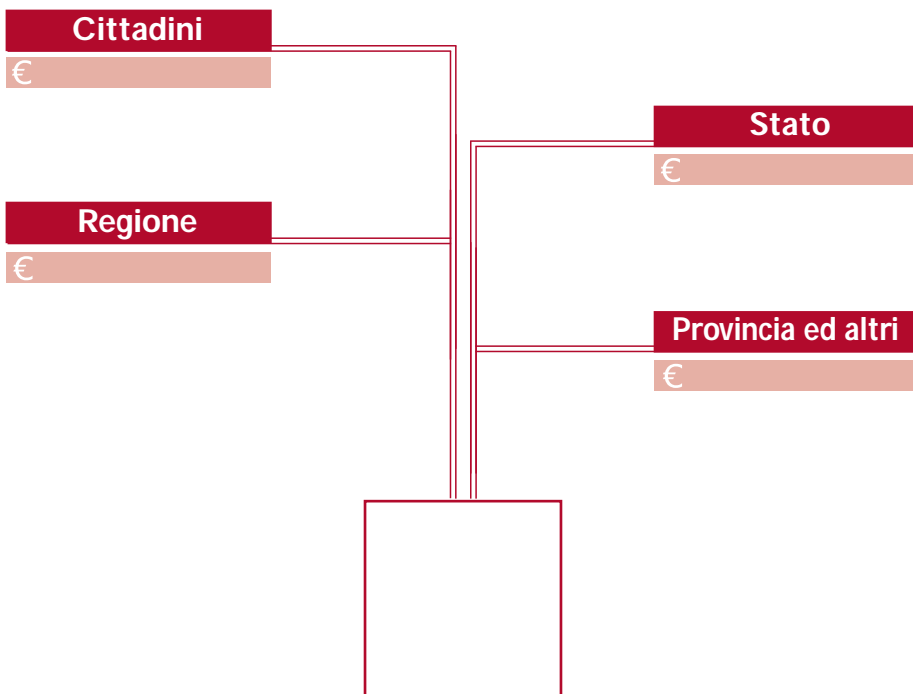 Cittadini
€
Stato
€
Regione
€
Provincia ed altri
€